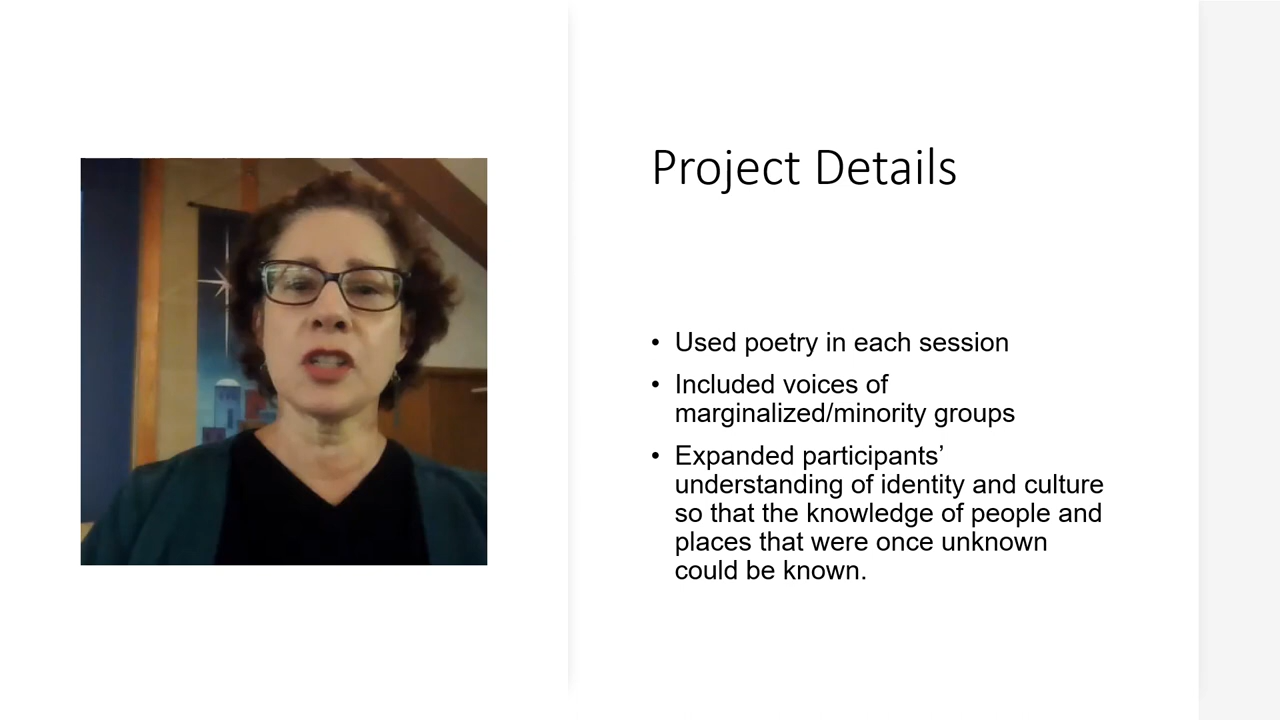 Project Details
• Used poetry in each session
• Included voices of
marginalized/minority groups
• Expanded participants’
understanding of identity and culture
so that the knowledge of people and
places that were once unknown
could be known.